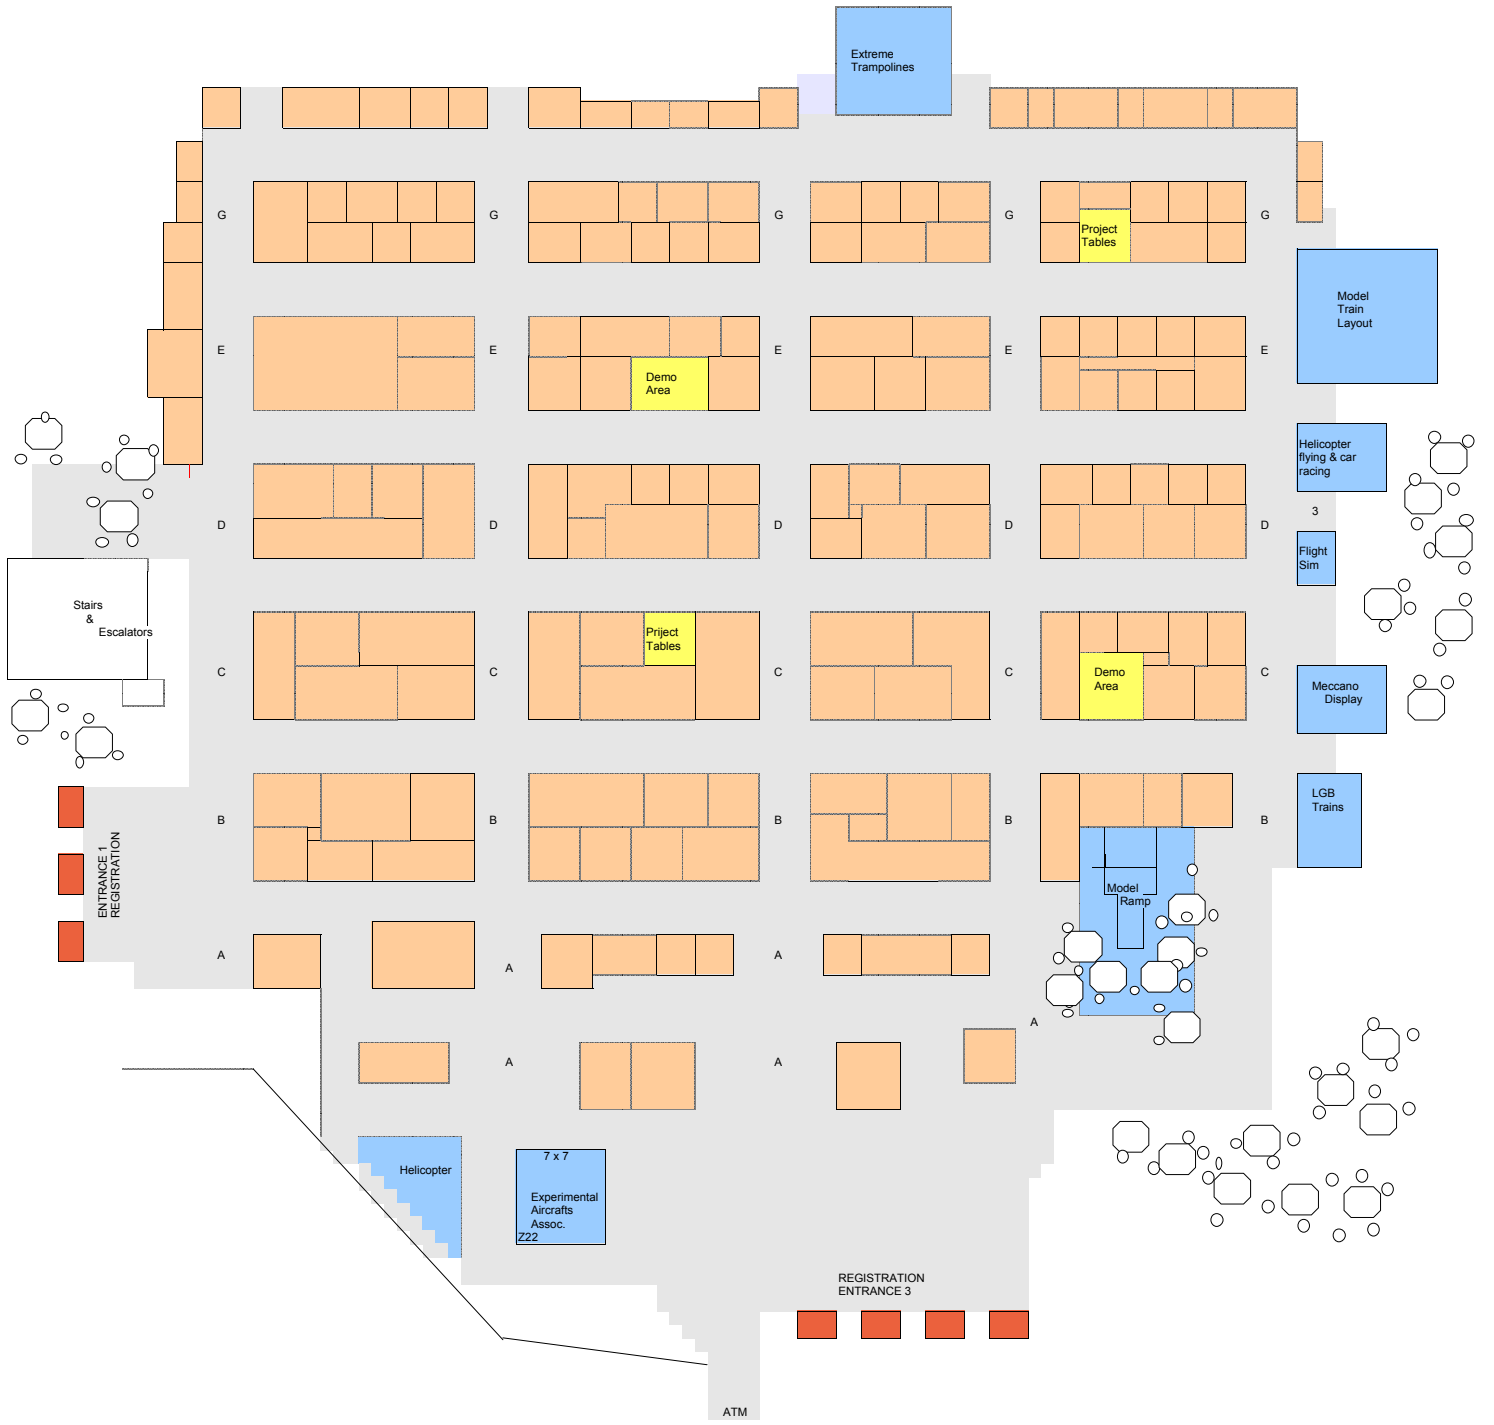 Extreme
Trampolines
G G G G G
Project
Tables
Model
Train
Layout
E E E E E
Demo
Area
Helicopter
flying & car
racing
3
D D D D D
Flight
Sim
Stairs
&
Escalators
Priject
Tables
C C C C C
Demo
Area
Meccano
Display
LGB
Trains
B B B B B
ENTRANCE 1
REGISTRATION
Model
Ramp
A A
A
A
A A
7 x 7
Helicopter
Experimental
Aircrafts
Assoc.
Z22
REGISTRATION
ENTRANCE 3
ATM